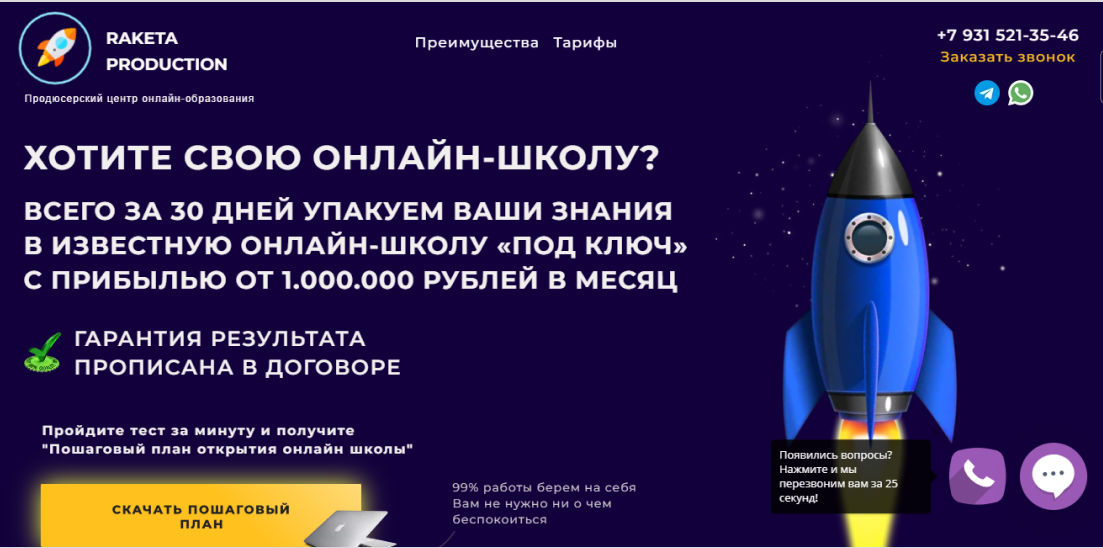 RAKETA
PRODUCTION
Продюсерский центр онлайн-образования
Преимущества Тарифы
+7 931 521-35-46
Заказать звонок
ХОТИТЕ СВОЮ ОНЛАЙН-ШКОЛУ?
ВСЕГО ЗА 30 ДНЕЙ УПАКУЕМ ВАШИ ЗНАНИЯ
В ИЗВЕСТНУЮ ОНЛАЙН-ШКОЛУ «ПОД КЛЮЧ»
С ПРИБЫЛЬЮ ОТ 1.000.000 РУБЛЕЙ В МЕСЯЦ
ГАРАНТИЯ РЕЗУЛЬТАТА
ПРОПИСАНА В ДОГОВОРЕ
Пройдите тест за минуту и получите
"Пошаговый план открытия онлайн школы"
СКАЧАТЬ ПОШАГОВЫЙ
ПЛАН
99% работы берем на себя
Вам не нужно ни о чем
беспокоиться
Появились вопросы?
Нажмите и мы
перезвоним вам за 25
секунд!